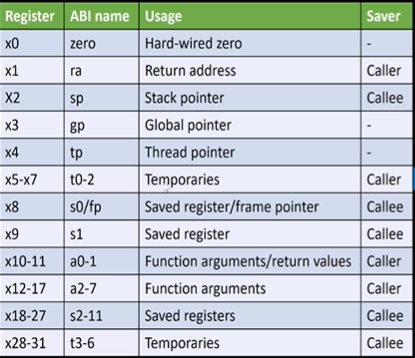 Register ABI name Usage Saver
x0 zero Hard-wired zero -
x1 ra Return address Caller
X2 sp Stack pointer Callee
x3 gp Global pointer -
x4 tp Thread pointer -
x5-x7 t0-2 Temporaries Caller
x8 s0/fp Saved register/frame pointer Callee
x9 s1 Saved register Callee
x10-11 a0-1 Function arguments/return values Caller
x12-17 a2-7 Function arguments Caller
x18-27 s2-11 Saved registers Callee
x28-31 t3-6 Temporaries Callee